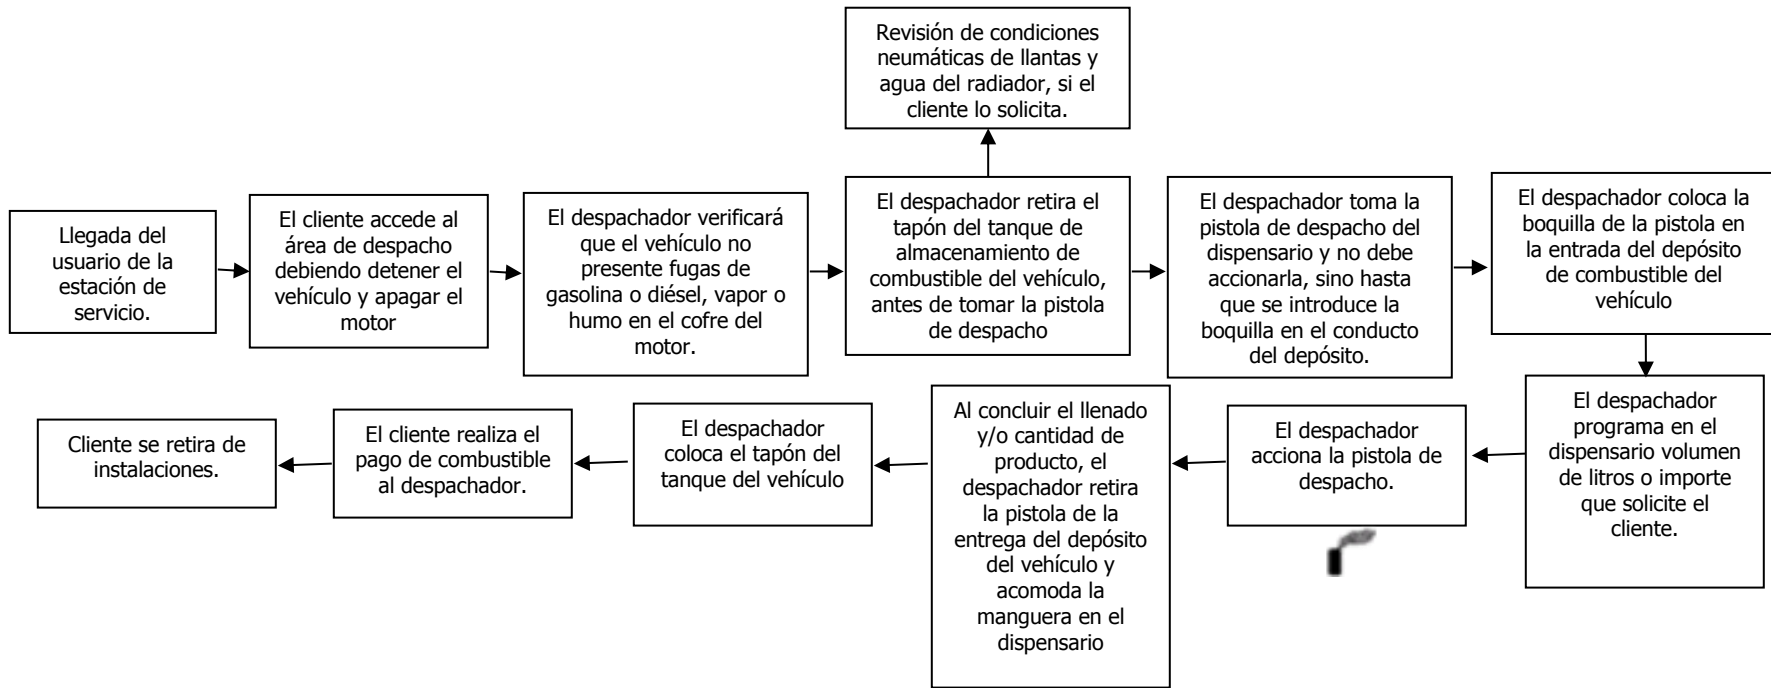 Revisión de condiciones
neumáticas de llantas y
agua del radiador, si el
cliente lo solicita.
Llegada del
usuario de la
estación de
servicio.
El cliente accede al
área de despacho
debiendo detener el
vehículo y apagar el
motor
El despachador verificará
que el vehículo no
presente fugas de
gasolina o diésel, vapor o
humo en el cofre del
motor.
El despachador retira el
tapón del tanque de
almacenamiento de
combustible del vehículo,
antes de tomar la pistola
de despacho
El despachador toma la
pistola de despacho del
dispensario y no debe
accionarla, sino hasta
que se introduce la
boquilla en el conducto
del depósito.
El despachador coloca la
boquilla de la pistola en
la entrada del depósito
de combustible del
vehículo
El despachador
programa en el
dispensario volumen
de litros o importe
que solicite el
cliente.
El despachador
acciona la pistola de
despacho.
Al concluir el llenado
y/o cantidad de
producto, el
despachador retira
la pistola de la
entrega del depósito
del vehículo y
acomoda la
manguera en el
dispensario
El despachador
coloca el tapón del
tanque del vehículo
El cliente realiza el
pago de combustible
al despachador.
Cliente se retira de
instalaciones.